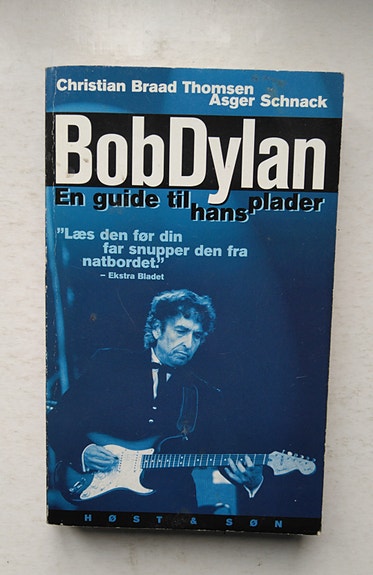 Christian Braad Thomsen
Asger Schnack
BobDylan
En guide til hans plader
"Læs den før din
far snupper den fra
natbordet."
– Ekstra Bladet
HØST & SØN